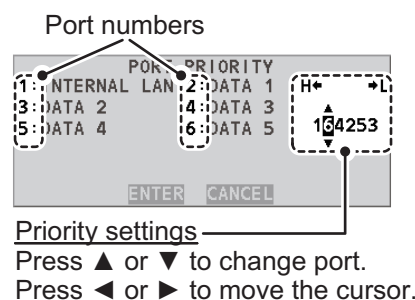 Port numbers
PORT PRIORITY
1:INTERNAL LAN 2:DATA 1 H← →L
3:DATA 2 4:DATA 3 ▲
5:DATA 4 6:DATA 5 164253
▼
ENTER CANCEL
Priority settings
Press ▲ or ▼ to change port.
Press ◄ or ► to move the cursor.